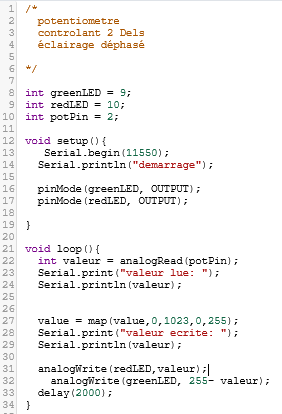 1 /*
2 potentiometre
3 controlant 2 Dels
4 éclairage déphasé
5
6 */
7
8 int greenLED = 9;
9 int redLED = 10;
10 int potPin = 2;
11
12 void setup(){
13 Serial.begin(11550);
14 Serial.println("demarrage");
15
16 pinMode(greenLED, OUTPUT);
17 pinMode(redLED, OUTPUT);
18
19 }
20
21 void loop(){
22 int valeur = analogRead(potPin);
23 Serial.print("valeur lue: ");
24 Serial.println(valeur);
25
26
27 value = map(value,0,1023,0,255);
28 Serial.print("valeur ecrite: ");
29 Serial.println(valeur);
30
31 analogWrite(redLED,valeur);
32 analogWrite(greenLED, 255- valeur);
33 delay(2000);
34 }